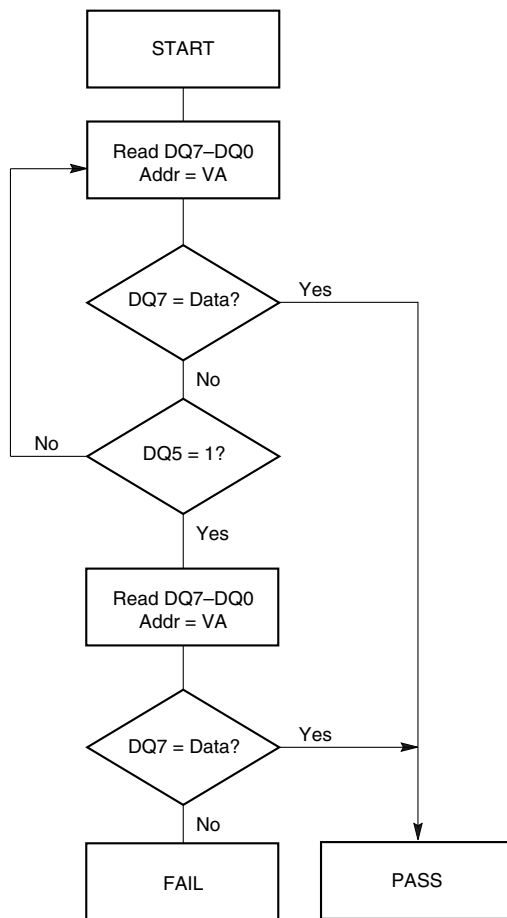 START
Read DQ7–DQ0
Addr = VA
DQ7 = Data?
Yes
No
No
DQ5 = 1?
Yes
Read DQ7–DQ0
Addr = VA
DQ7 = Data?
Yes
No
FAIL
PASS